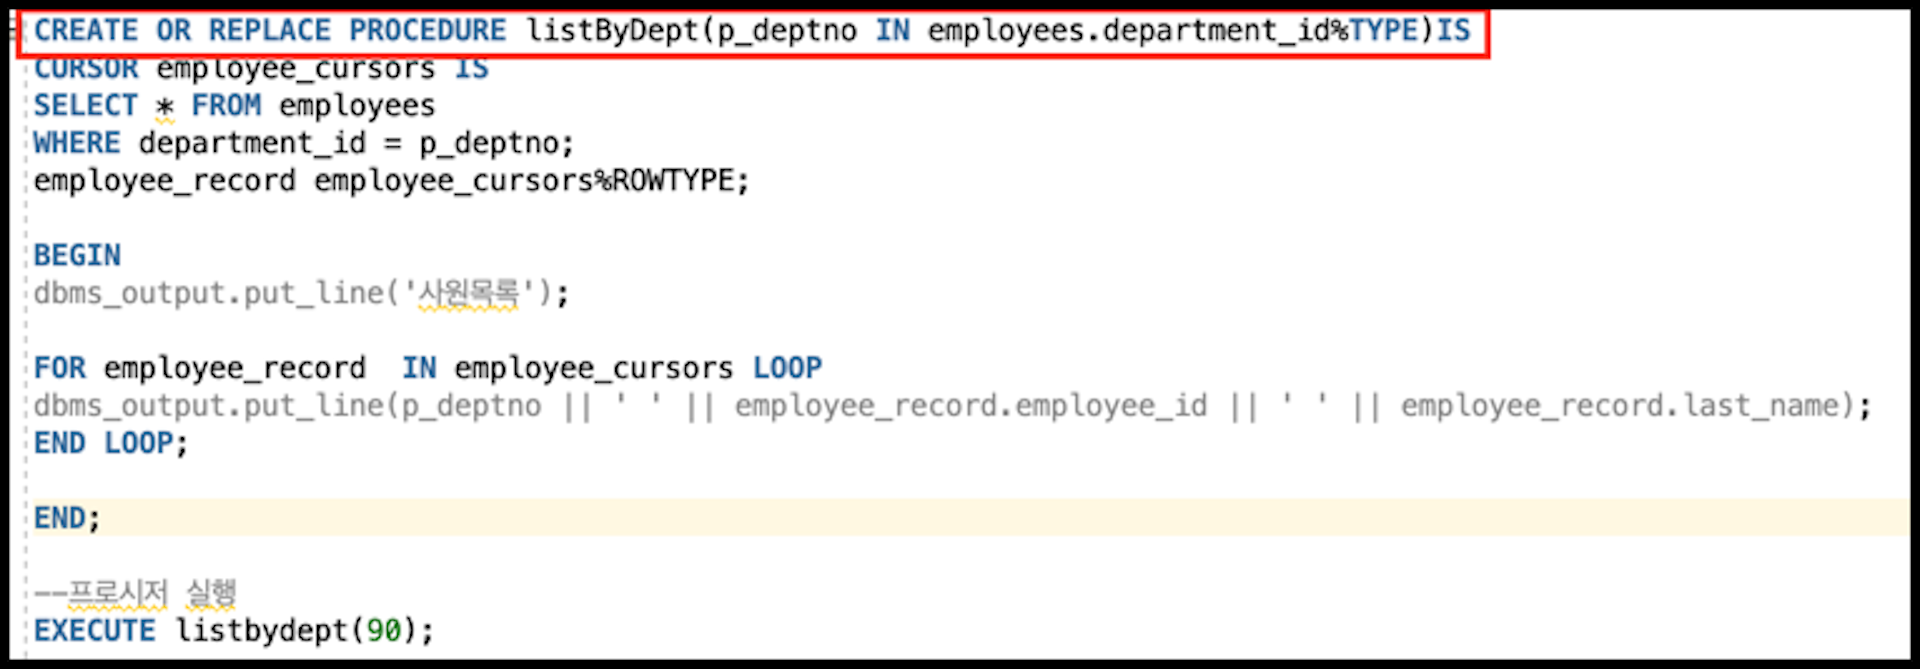 CREATE OR REPLACE PROCEDURE listByDept(p_deptno IN employees.department_id%TYPE)IS
CURSOR employee_cursors IS
SELECT * FROM employees
WHERE department_id = p_deptno;
employee_record employee_cursors%ROWTYPE;
BEGIN
dbms_output.put_line('사원목록');
FOR employee_record  IN employee_cursors LOOP
dbms_output.put_line(p_deptno || ' ' || employee_record.employee_id || ' ' || employee_record.last_name);
END LOOP;
END;
--프로시저 실행
EXECUTE listbydept(90);